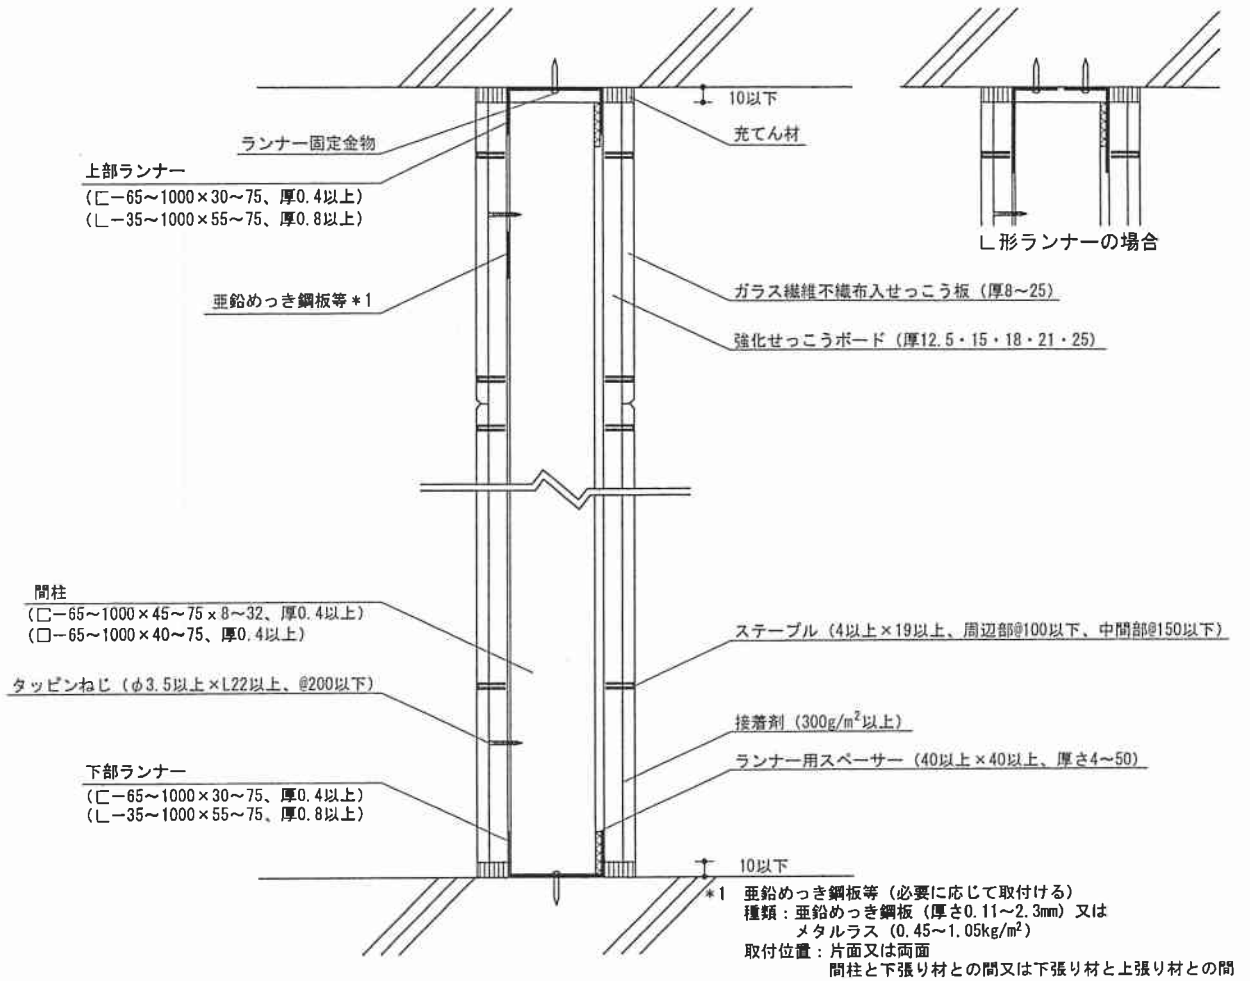 10以下
充てん材
ランナー固定金物
上部ランナー
(匚-65~1000×30~75、厚0.4以上)
(∟-35~1000×55~75、厚0.8以上)
∟形ランナーの場合
亜鉛めっき鋼板等*1
ガラス繊維不織布入せっこう板 (厚8~25)
強化せっこうボード (厚12.5・15・18・21・25)
間柱
(匚-65~1000×45~75x8~32、厚0.4以上)
(口-65~1000×40~75、厚0.4以上)
ステープル (4以上×19以上、周辺部@100以下、中間部@150以下)
タッピンねじ (φ3.5以上×L22以上、@200以下)
接着剤 (300g/m²以上)
ランナー用スペーサー (40以上×40以上、厚さ4~50)
下部ランナー
(匚-65~1000×30~75、厚0.4以上)
(∟-35~1000×55~75、厚0.8以上)
10以下
*1 亜鉛めっき鋼板等 (必要に応じて取付ける)
種類:亜鉛めっき鋼板 (厚さ0.11~2.3mm) 又は
メタルラス (0.45~1.05kg/m²)
取付位置:片面又は両面
間柱と下張り材との間又は下張り材と上張り材との間